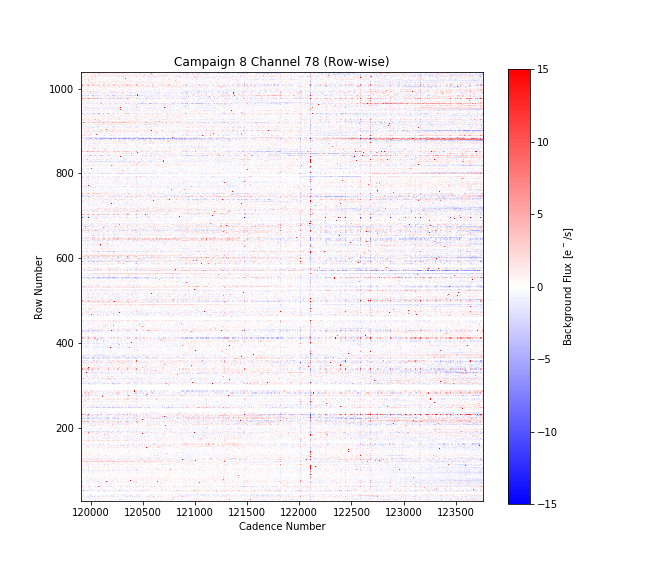 Campaign 8 Channel 78 (Row-wise)
1000
800
600
400
200
Row Number
120000 120500 121000 121500 122000 122500 123000 123500
Cadence Number
15
10
5
0
−5
−10
−15
Background Flux [e⁻/s]